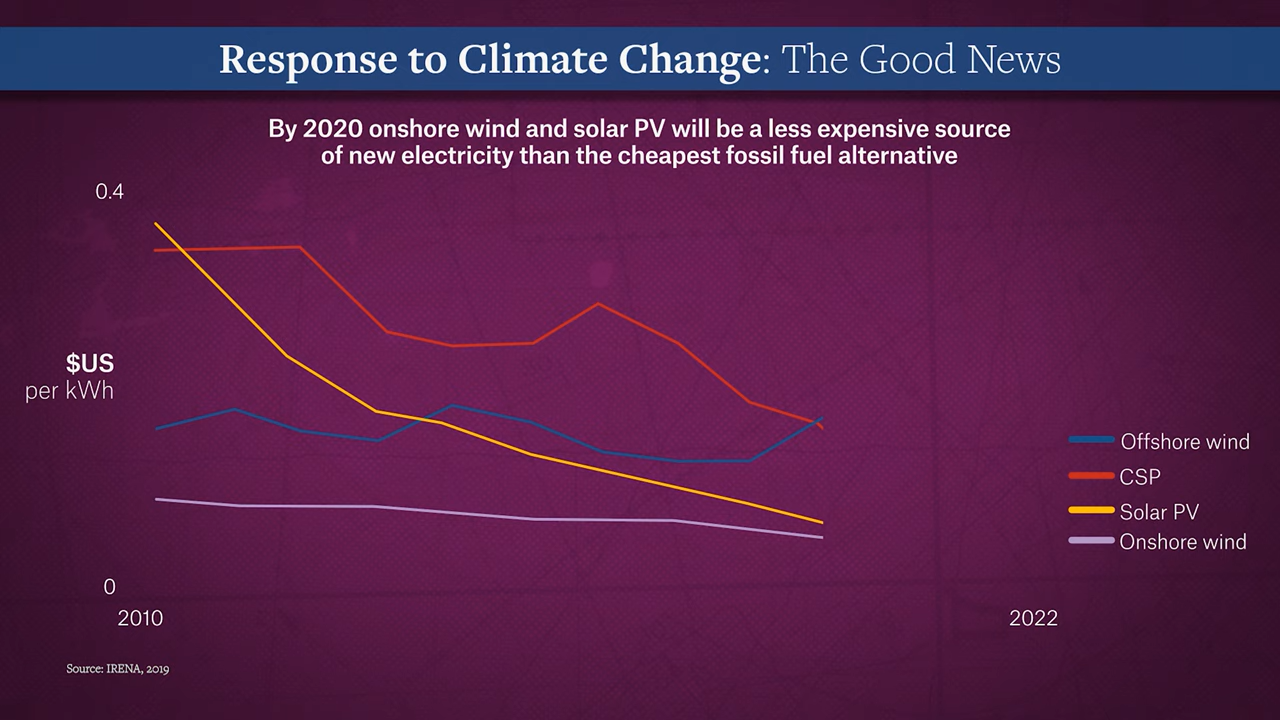 Response to Climate Change: The Good News
By 2020 onshore wind and solar PV will be a less expensive source
of new electricity than the cheapest fossil fuel alternative
0.4
$US
per kWh
0
2010
2022
Offshore wind
CSP
Solar PV
Onshore wind
Source: IRENA, 2019